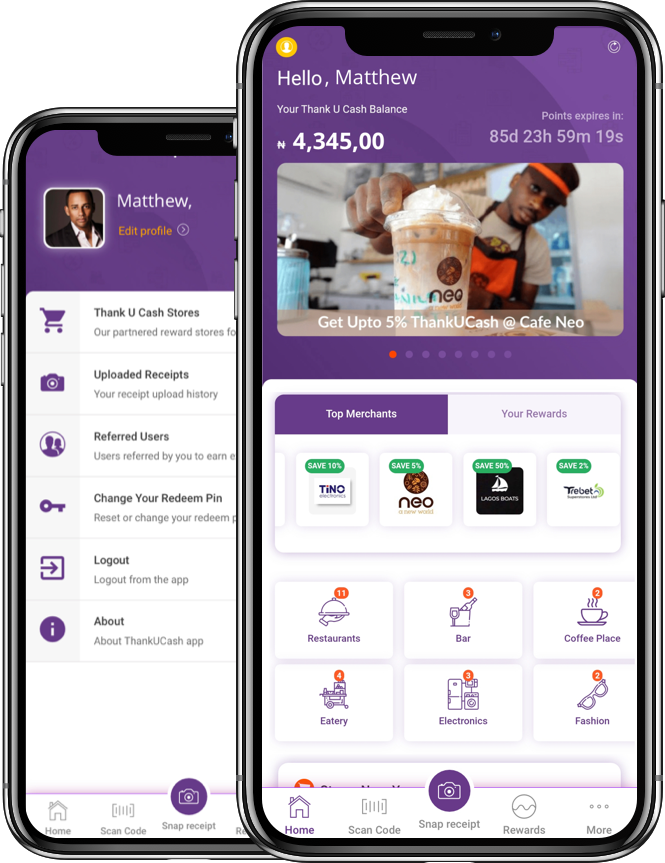 Matthew,
Edit profile
Thank U Cash Stores
Our partnered reward stores fo
Uploaded Receipts
Your receipt upload history
Referred Users
Users referred by you to earn e
Change Your Redeem Pin
Reset or change your redeem p
Logout
Logout from the app
About
About ThankUCash app
Home
Scan Code
Snap receipt
Re
Hello, Matthew
Your Thank U Cash Balance
₦ 4,345,00
Points expires in:
85d 23h 59m 19s
neo
Get Upto 5% ThankUCash @ Cafe Neo
Top Merchants
Your Rewards
SAVE 10%
TiNO
electronics
SAVE 5%
neo
a new world
SAVE 50%
LAGOS BOATS
SAVE 2%
Trebet
11
Restaurants
3
Bar
2
Coffee Place
4
Eatery
3
Electronics
2
Fashion
Home
Scan Code
Snap receipt
Rewards
More